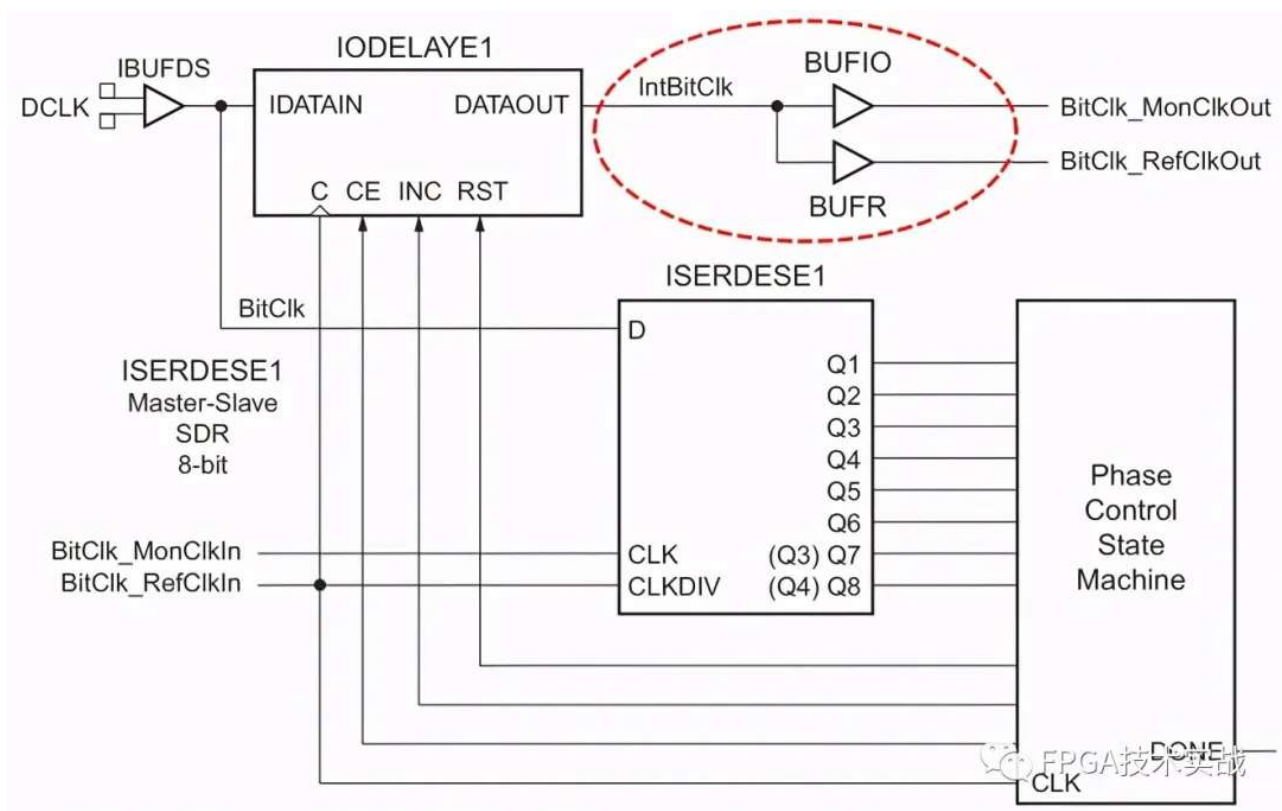 IODELAYE1
IBUFDS
DCLK
IDATAIN DATAOUT
C CE INC RST
IntBitClk
BUFIO
BitClk_MonClkOut
BitClk_RefClkOut
BUFR
BitClk
ISERDESE1
Master-Slave
SDR
8-bit
ISERDESE1
D
Q1
Q2
Q3
Q4
Q5
Q6
BitClk_MonClkIn
CLK (Q3) Q7
BitClk_RefClkIn
CLKDIV (Q4) Q8
Phase
Control
State
Machine
DONE
CLK
FPGA技术实战